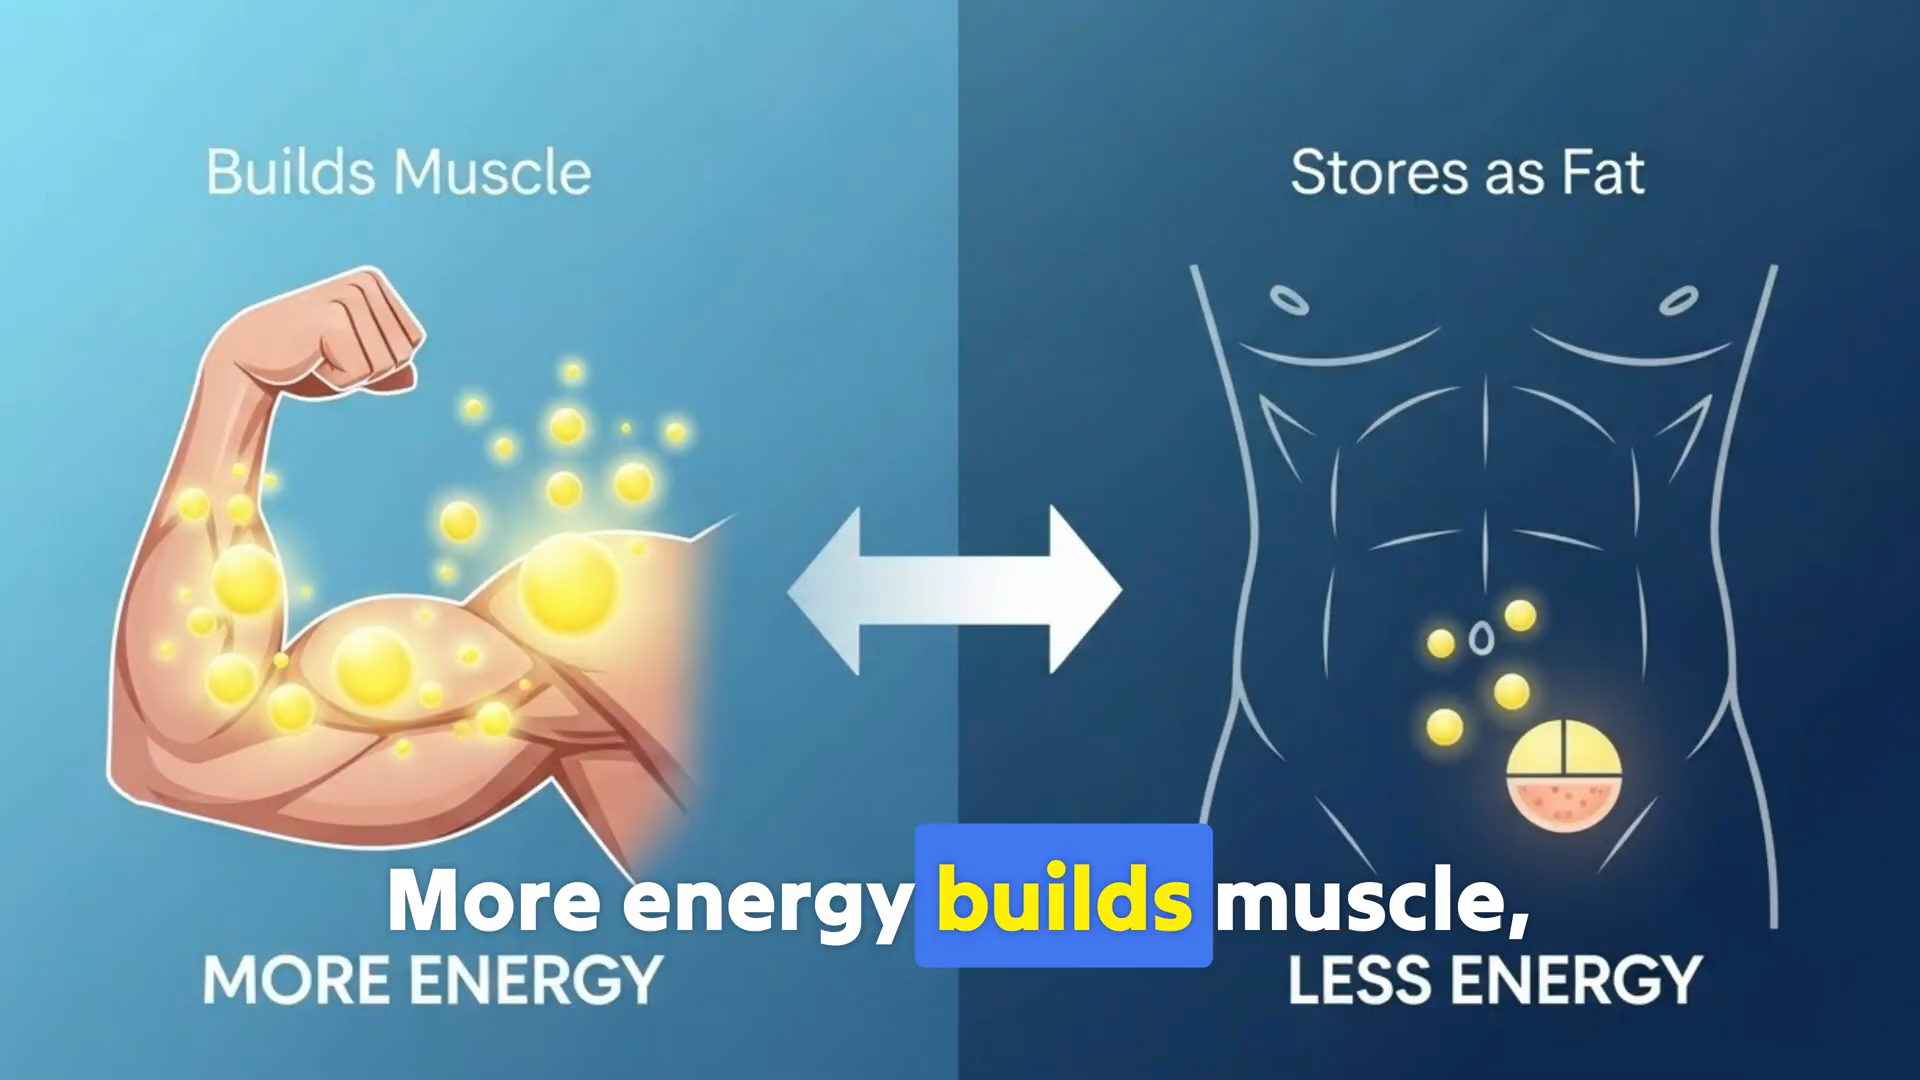 Builds Muscle
Stores as Fat
More energy builds muscle,
MORE ENERGY
LESS ENERGY